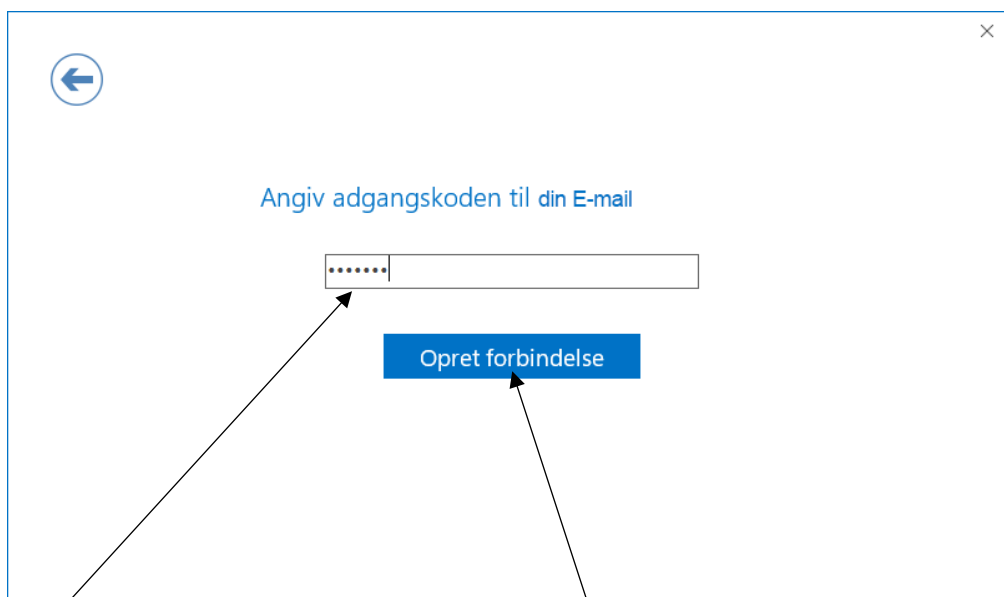 Angiv adgangskoden til din E-mail
•••••••
Opret forbindelse